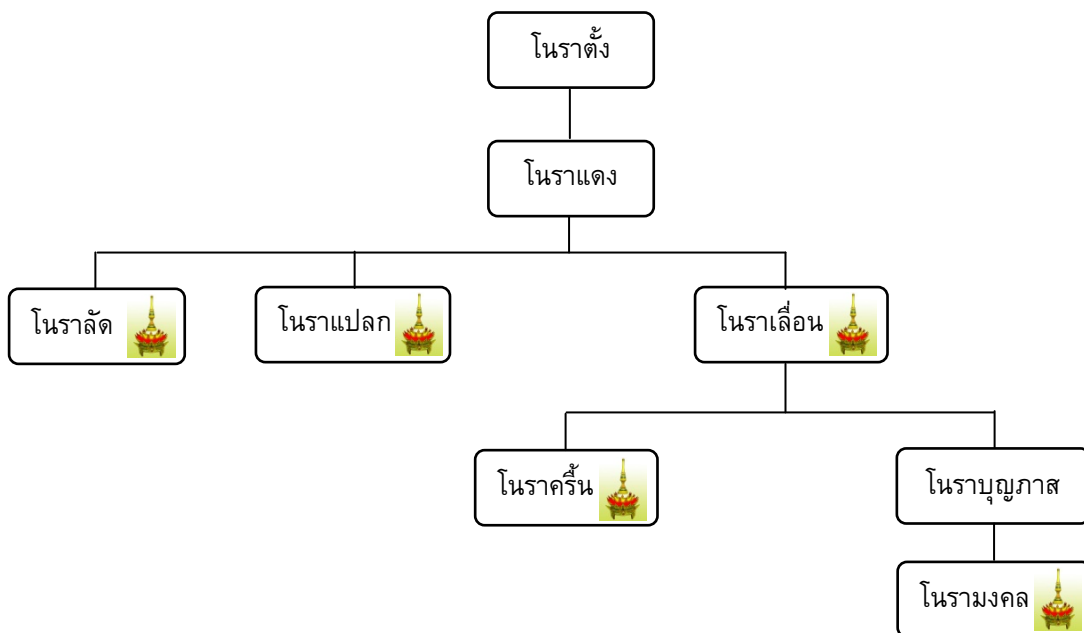 โนราตั้ง
โนราแดง
โนราลัด
โนราแปลก
โนราเลื่อน
โนราครื้น
โนราบุญภาส
โนรามงคล